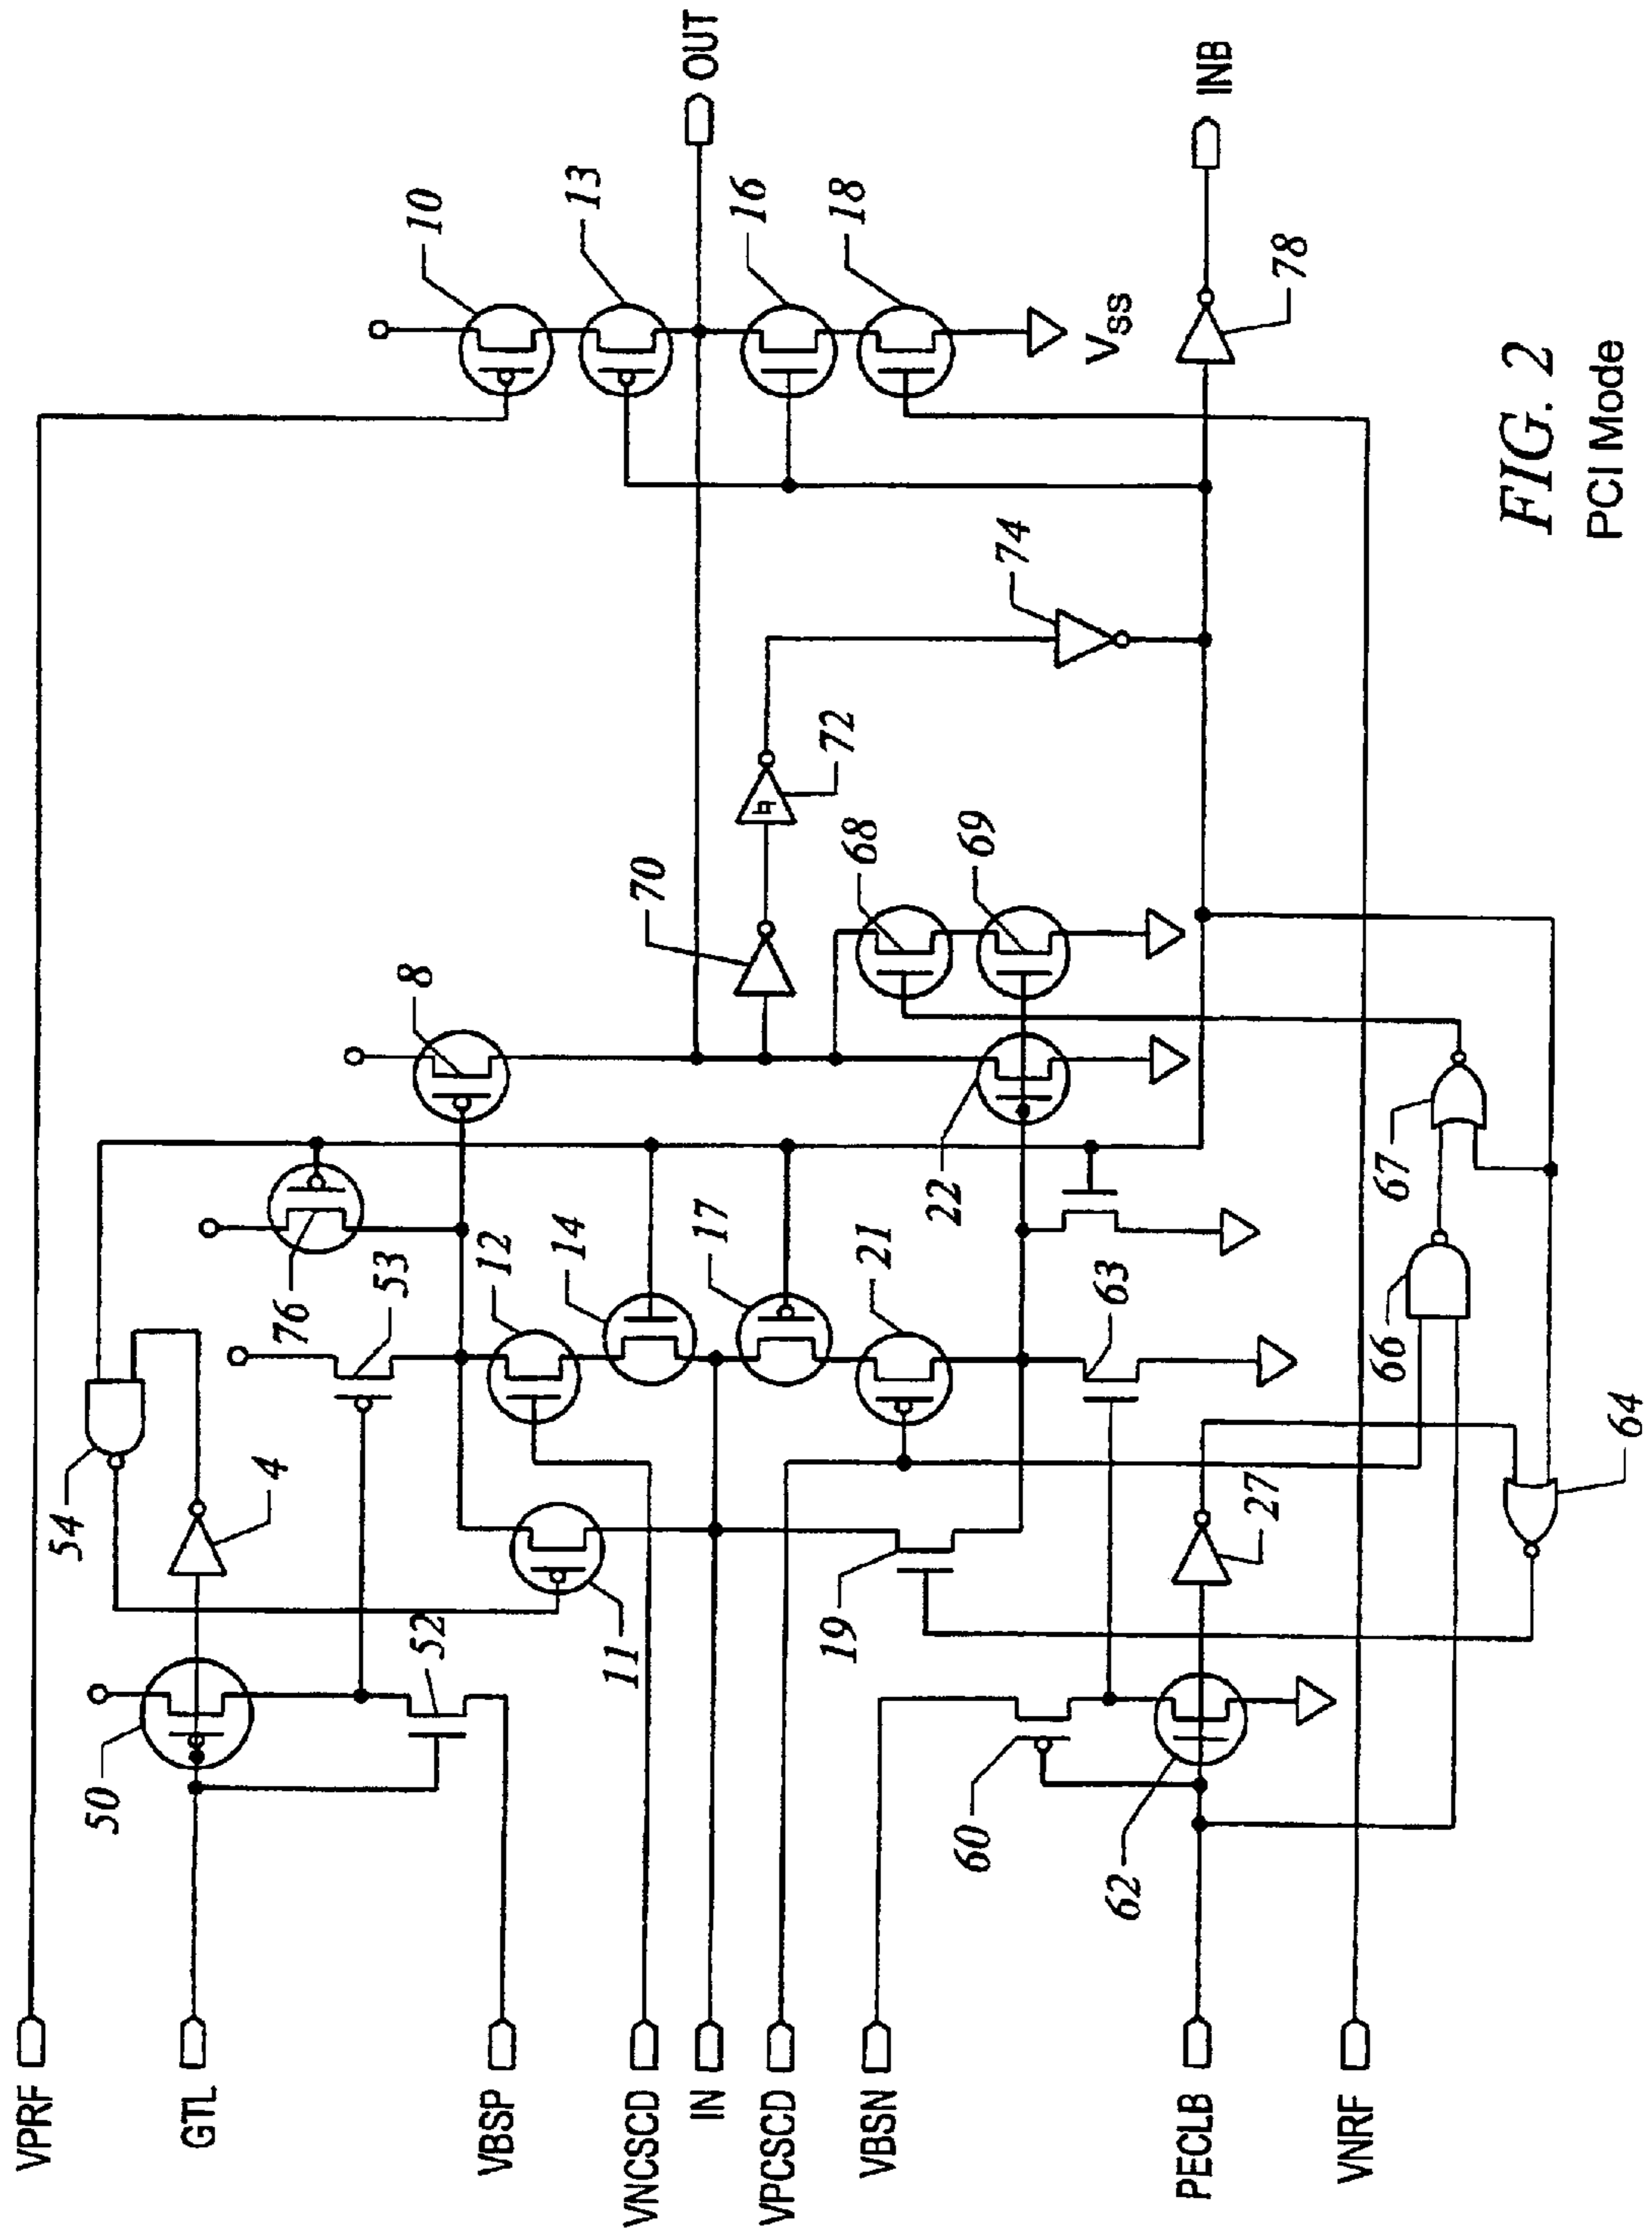 VPRF
GTL
VBSP
VNCSCD
IN
VPCSCD
VBSN
PECLB
VNRF
50
52
54
4
11
53
76
12
14
17
21
19
60
62
27
63
64
66
67
8
22
70
72
68
69
74
10
13
16
18
VSS
78
OUT
INB
FIG. 2
PCI Mode